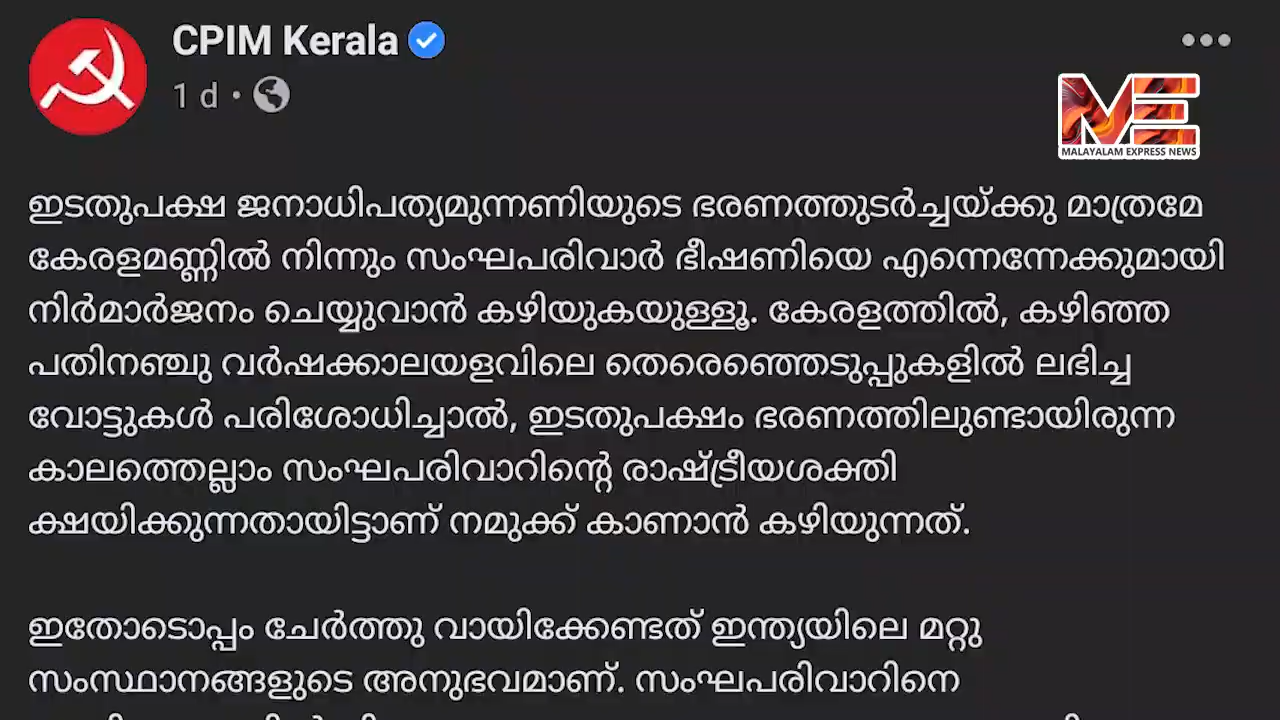 CPIM Kerala
1 d
MALAYALAM EXPRESS NEWS
ഇടതുപക്ഷ ജനാധിപത്യമുന്നണിയുടെ ഭരണത്തുടർച്ചയ്ക്കു മാത്രമേ
കേരളമണ്ണിൽ നിന്നും സംഘപരിവാർ ഭീഷണിയെ എന്നെന്നേക്കുമായി
നിർമാർജനം ചെയ്യുവാൻ കഴിയുകയുള്ളൂ. കേരളത്തിൽ, കഴിഞ്ഞ
പതിനഞ്ചു വർഷക്കാലയളവിലെ തെരെഞ്ഞെടുപ്പുകളിൽ ലഭിച്ച
വോട്ടുകൾ പരിശോധിച്ചാൽ, ഇടതുപക്ഷം ഭരണത്തിലുണ്ടായിരുന്ന
കാലത്തെല്ലാം സംഘപരിവാറിന്റെ രാഷ്ട്രീയശക്തി
ക്ഷയിക്കുന്നതായിട്ടാണ് നമുക്ക് കാണാൻ കഴിയുന്നത്.
ഇതോടൊപ്പം ചേർത്തു വായിക്കേണ്ടത് ഇന്ത്യയിലെ മറ്റു
സംസ്ഥാനങ്ങളുടെ അനുഭവമാണ്. സംഘപരിവാറിനെ